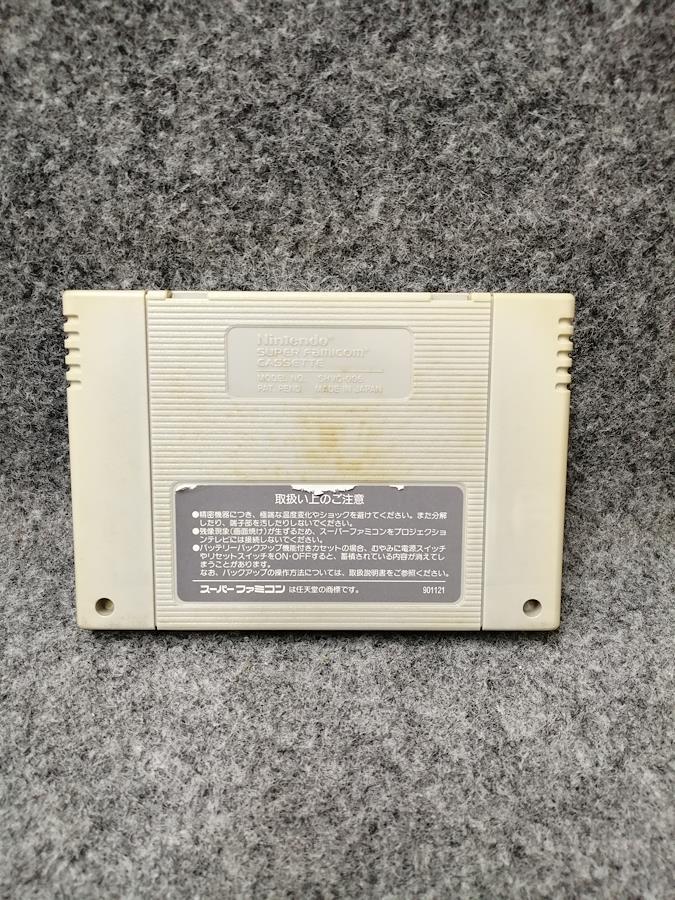 Nintendo®
SUPER FAMICOM®
CASSETTE
MODEL NO. SHVC-006
PAT. PEND. MADE IN JAPAN
取扱い上のご注意
●精密機器につき、極端な温度変化やショックを避けてください。また分解
したり、端子部を汚したりしないでください。
●残像現象(画面焼け)が生ずるため、スーパーファミコンをプロジェクショ
ンテレビには接続しないでください。
●バッテリーバックアップ機能付きカセットの場合、むやみに電源スイッチ
やリセットスイッチをON・OFFすると、蓄積されている内容が消えてし
まうことがあります。
なお、バックアップの操作方法については、取扱説明書をご参照ください。
スーパーファミコン は任天堂の商標です。 901121